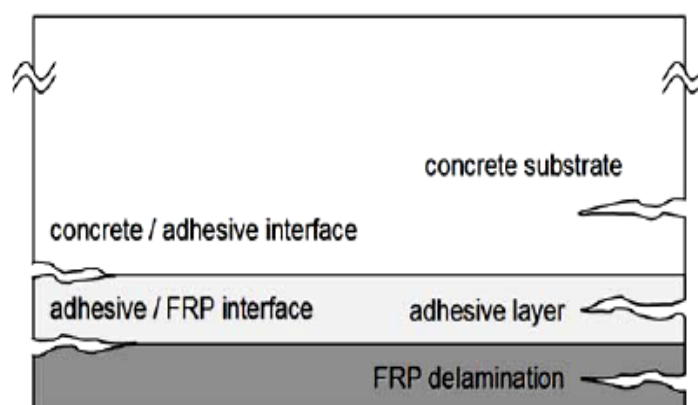 concrete substrate
concrete / adhesive interface
adhesive / FRP interface
adhesive layer
FRP delamination